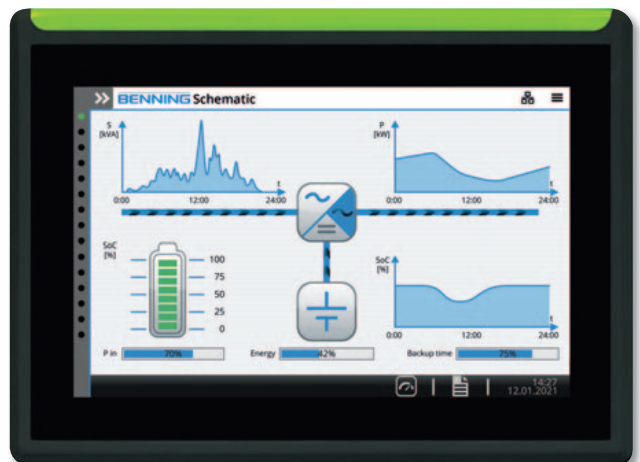 BENNING Schematic
S
[kVA]
t
0:00 12:00 24:00
P
[kW]
t
0:00 12:00 24:00
SoC
[%]
100
75
50
25
0
SoC
[%]
t
0:00 12:00 24:00
P in 70% Energy 42% Backup time 75%
14:27
12.01.2021